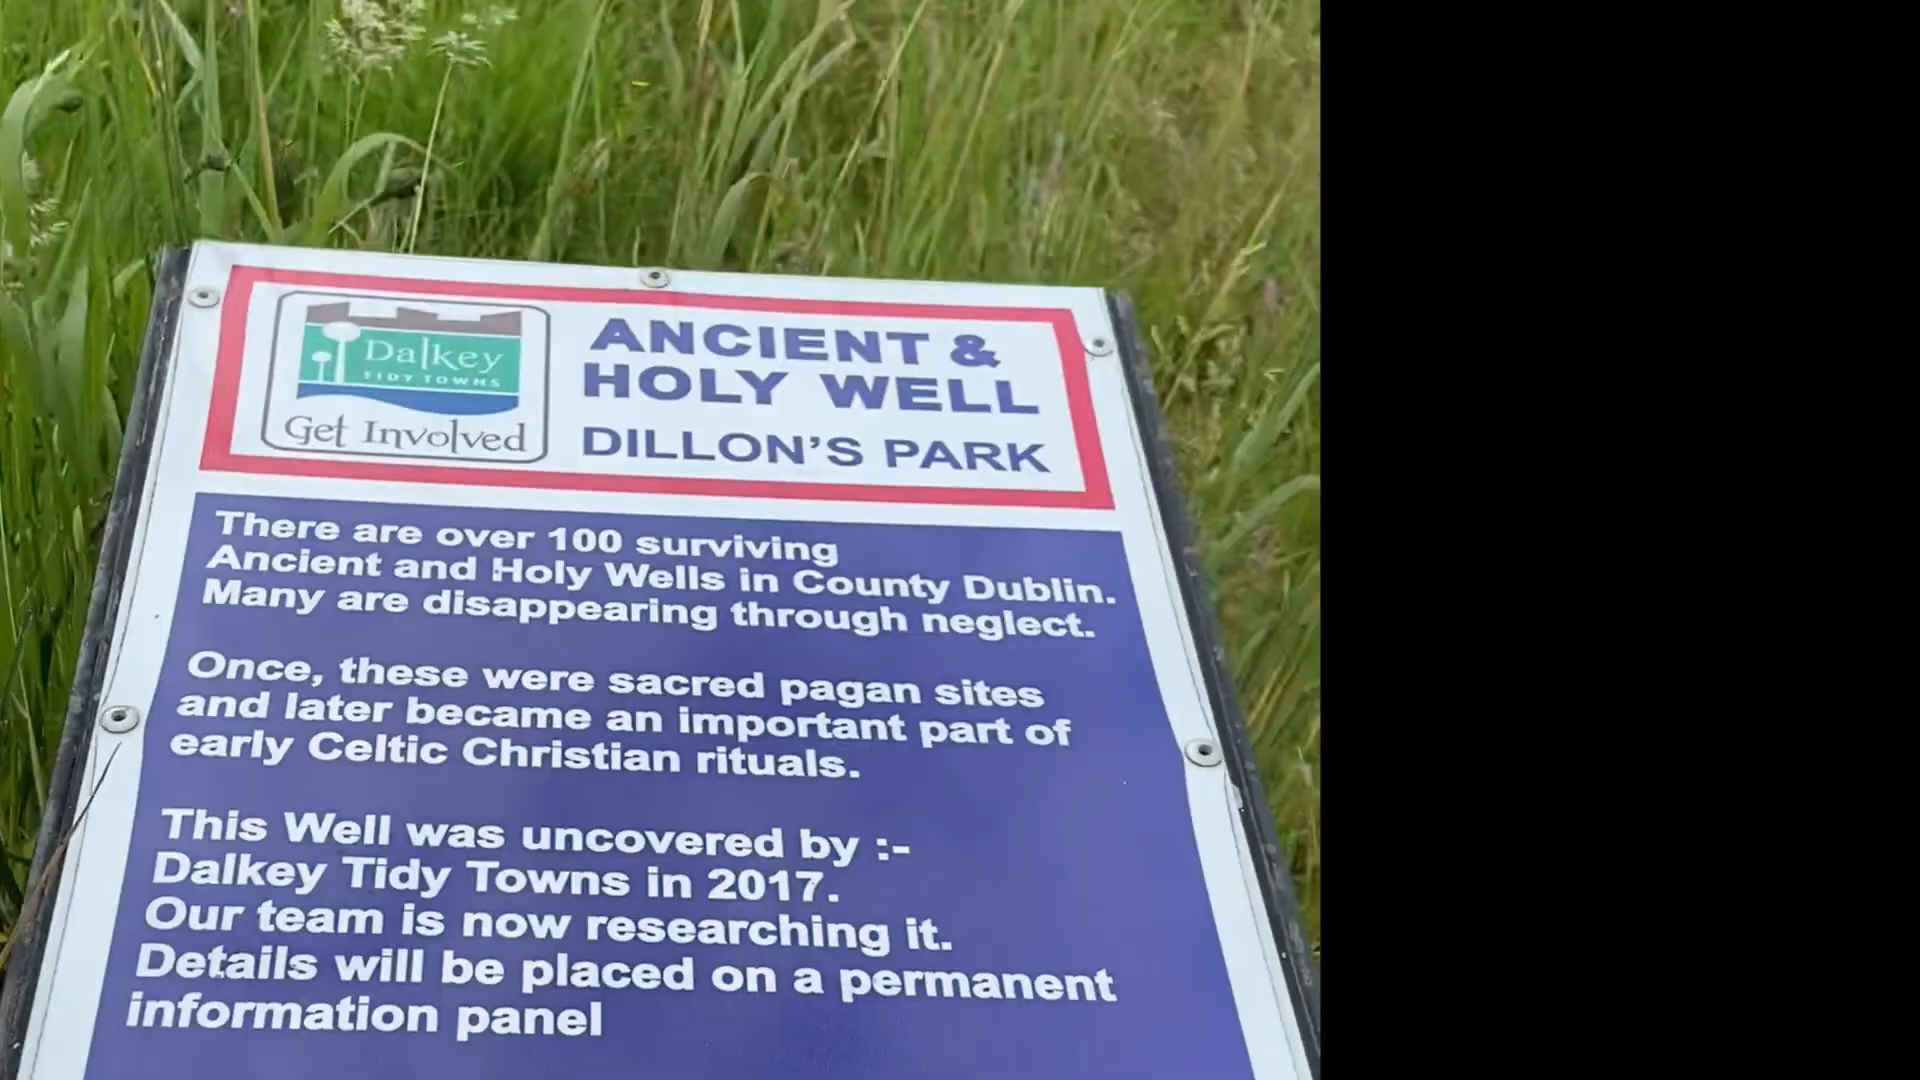 Dalkey
TIDY TOWNS
Get Involved
ANCIENT &
HOLY WELL
DILLON'S PARK
There are over 100 surviving
Ancient and Holy Wells in County Dublin.
Many are disappearing through neglect.
Once, these were sacred pagan sites
and later became an important part of
early Celtic Christian rituals.
This Well was uncovered by :-
Dalkey Tidy Towns in 2017.
Our team is now researching it.
Details will be placed on a permanent
information panel